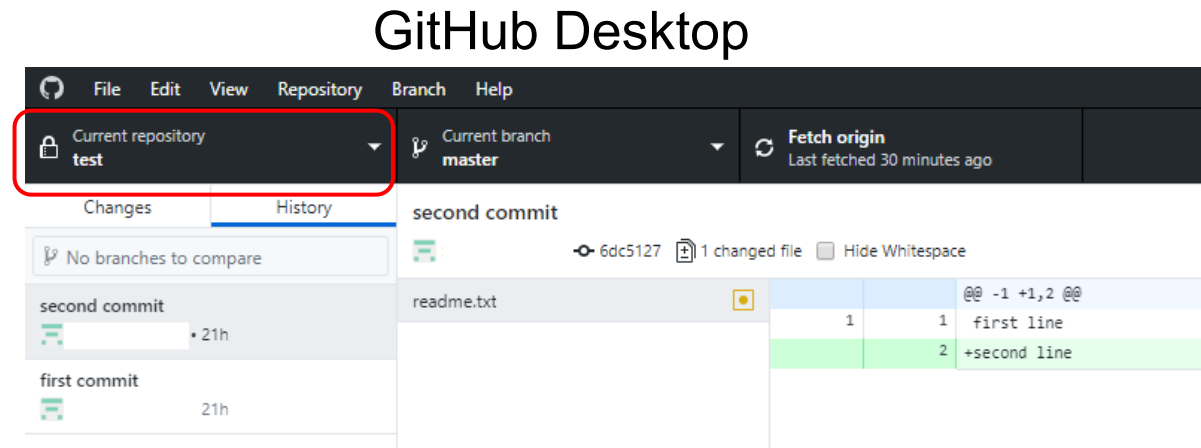 GitHub Desktop
File Edit View Repository Branch Help
Current repository
test
Current branch
master
Fetch origin
Last fetched 30 minutes ago
Changes History
No branches to compare
second commit
• 21h
first commit
21h
second commit
6dc5127 1 changed file Hide Whitespace
readme.txt
@@ -1 +1,2 @@
1 1 first line
2 +second line